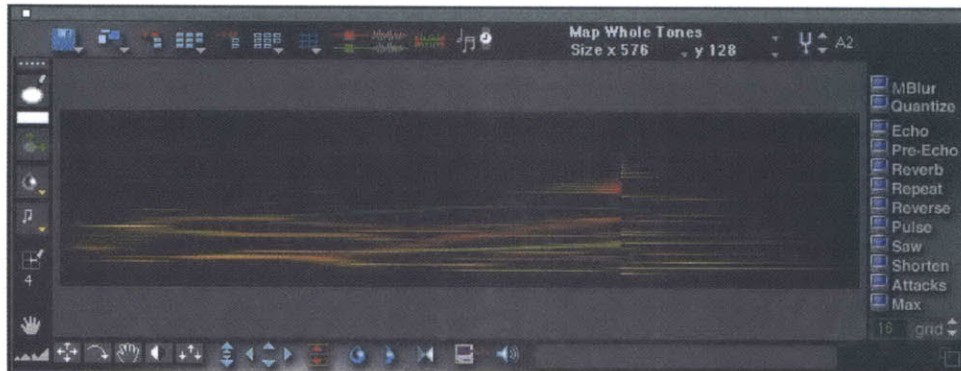 Map Whole Tones
Size x 576 y 128
A2
MBlur
Quantize
Echo
Pre-Echo
Reverb
Repeat
Reverse
Pulse
Saw
Shorten
Attacks
Max
4
16 grid